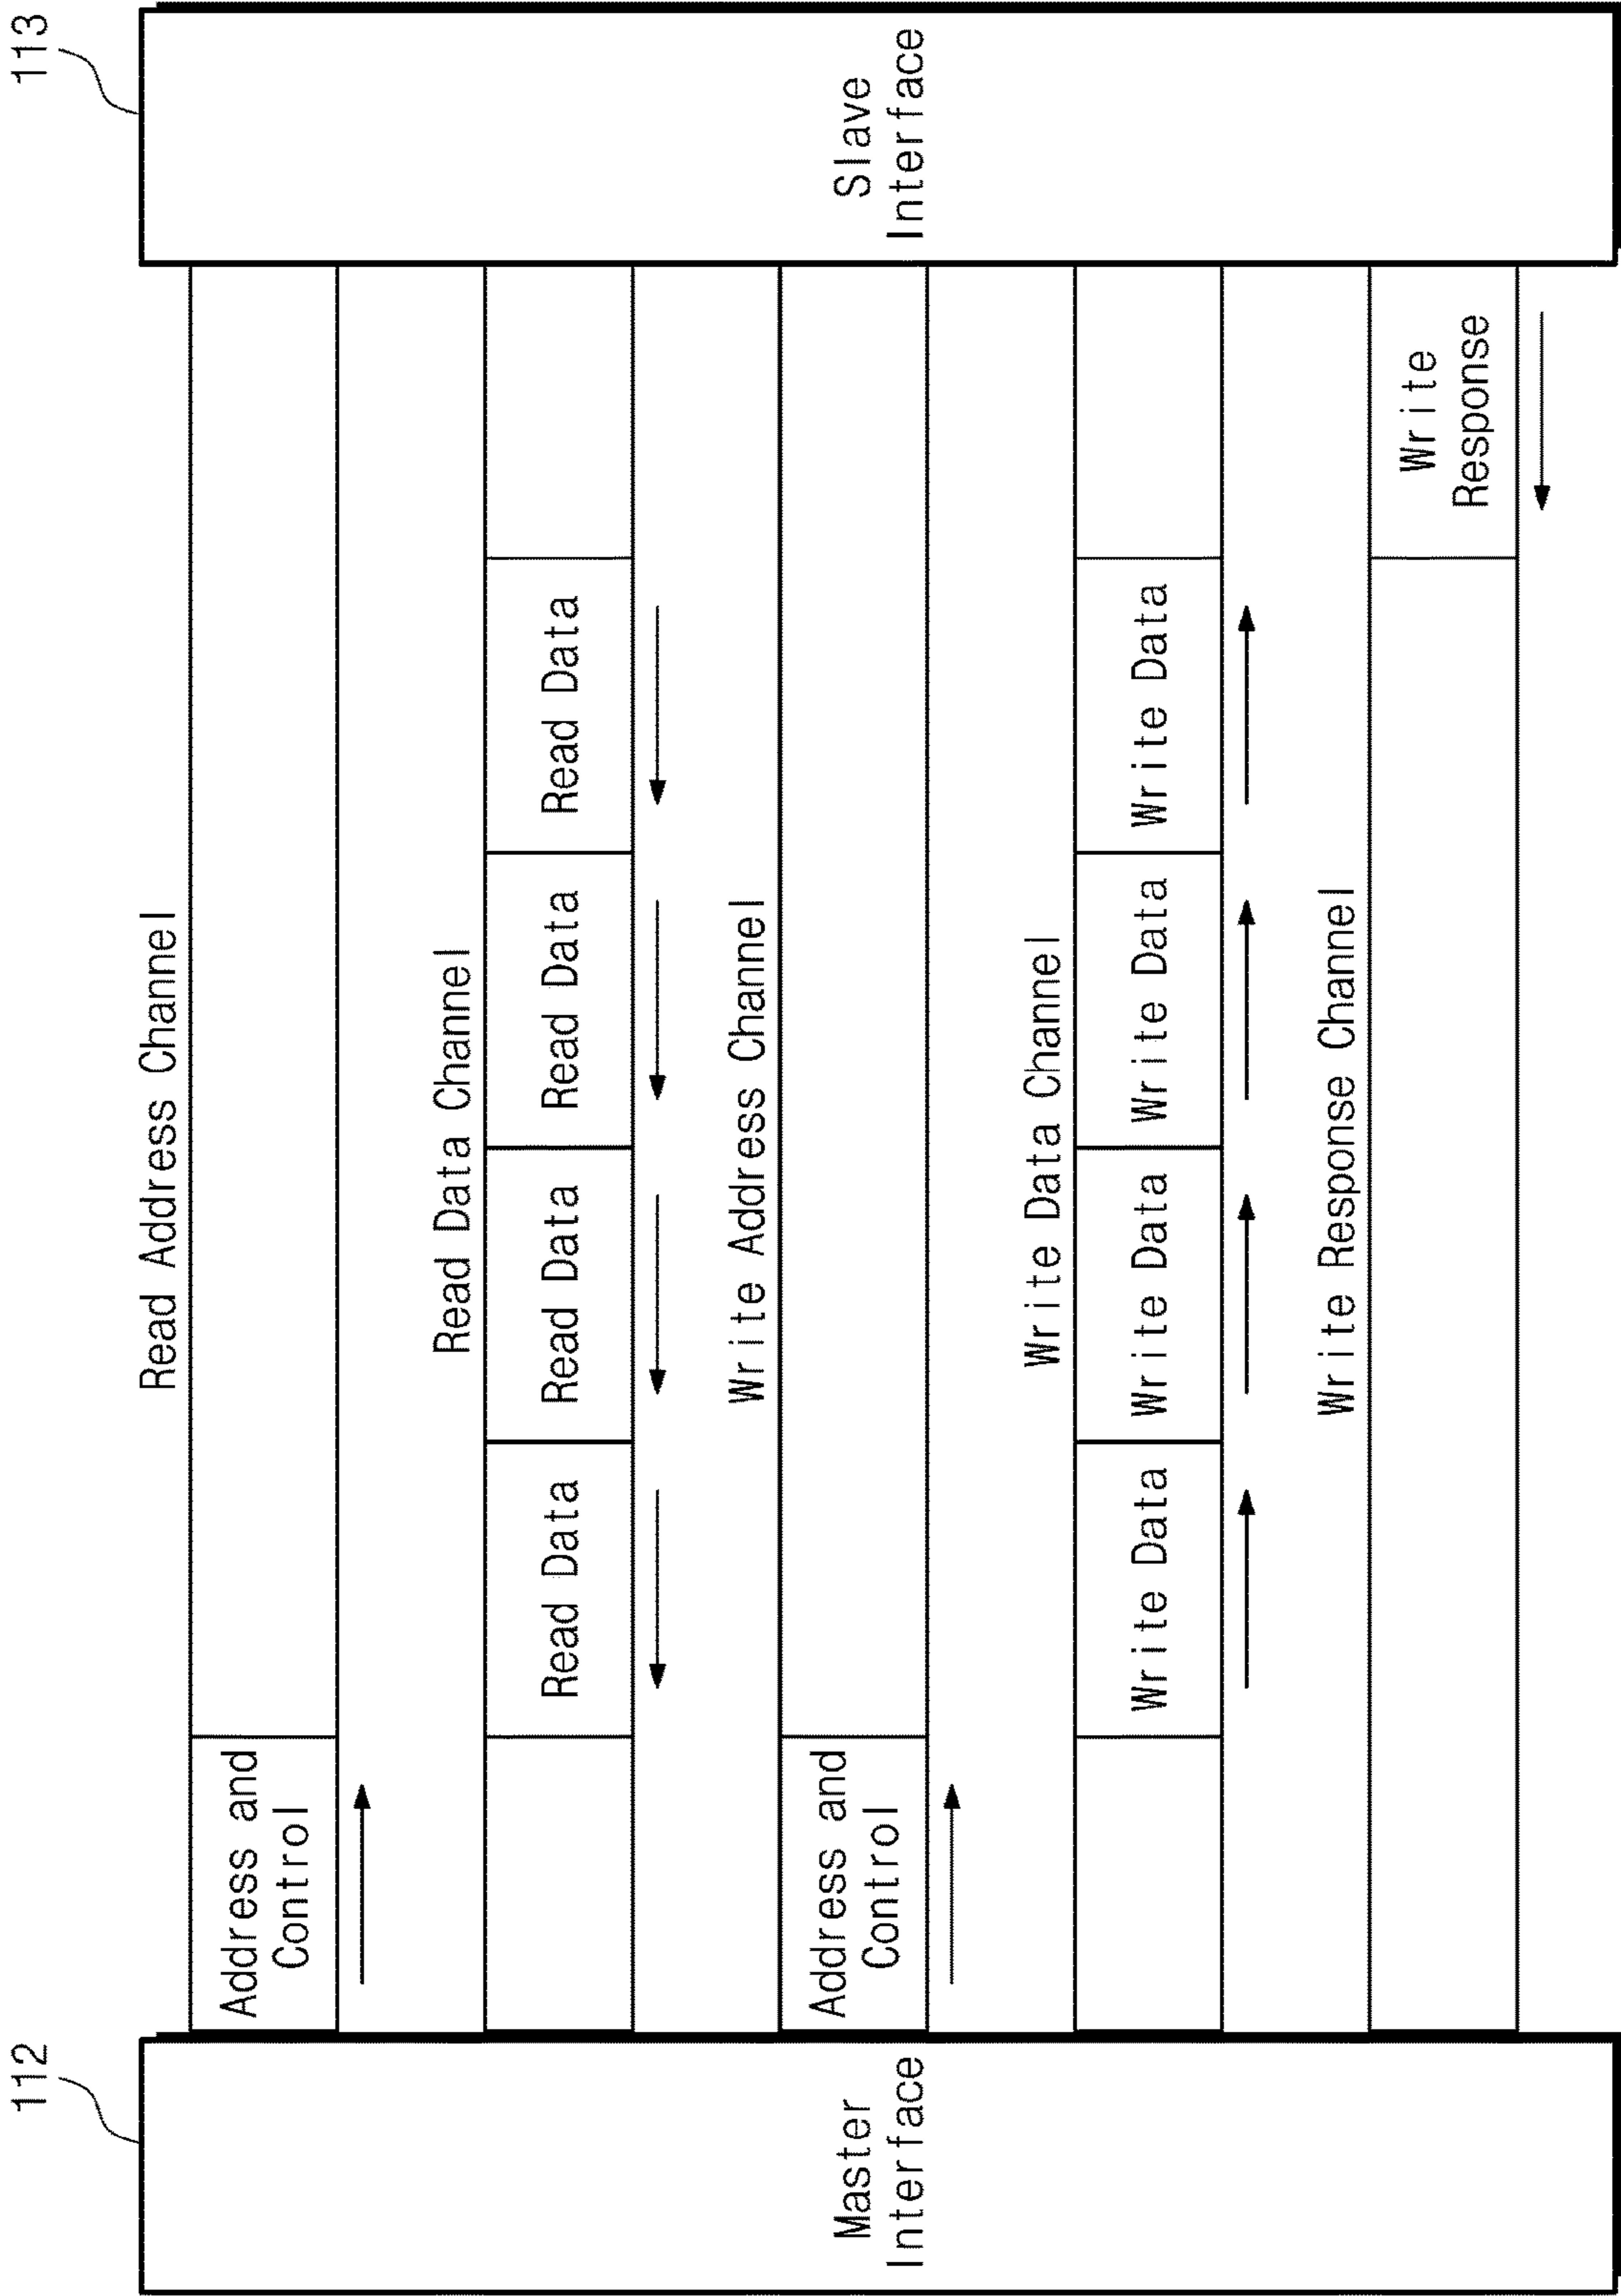 112
113
Master
Interface
Slave
Interface
Read Address Channel
Address and
Control
Read Data Channel
Read Data
Read Data
Read Data
Read Data
Write Address Channel
Address and
Control
Write Data Channel
Write Data
Write Data
Write Data
Write Data
Write Response Channel
Write
Response